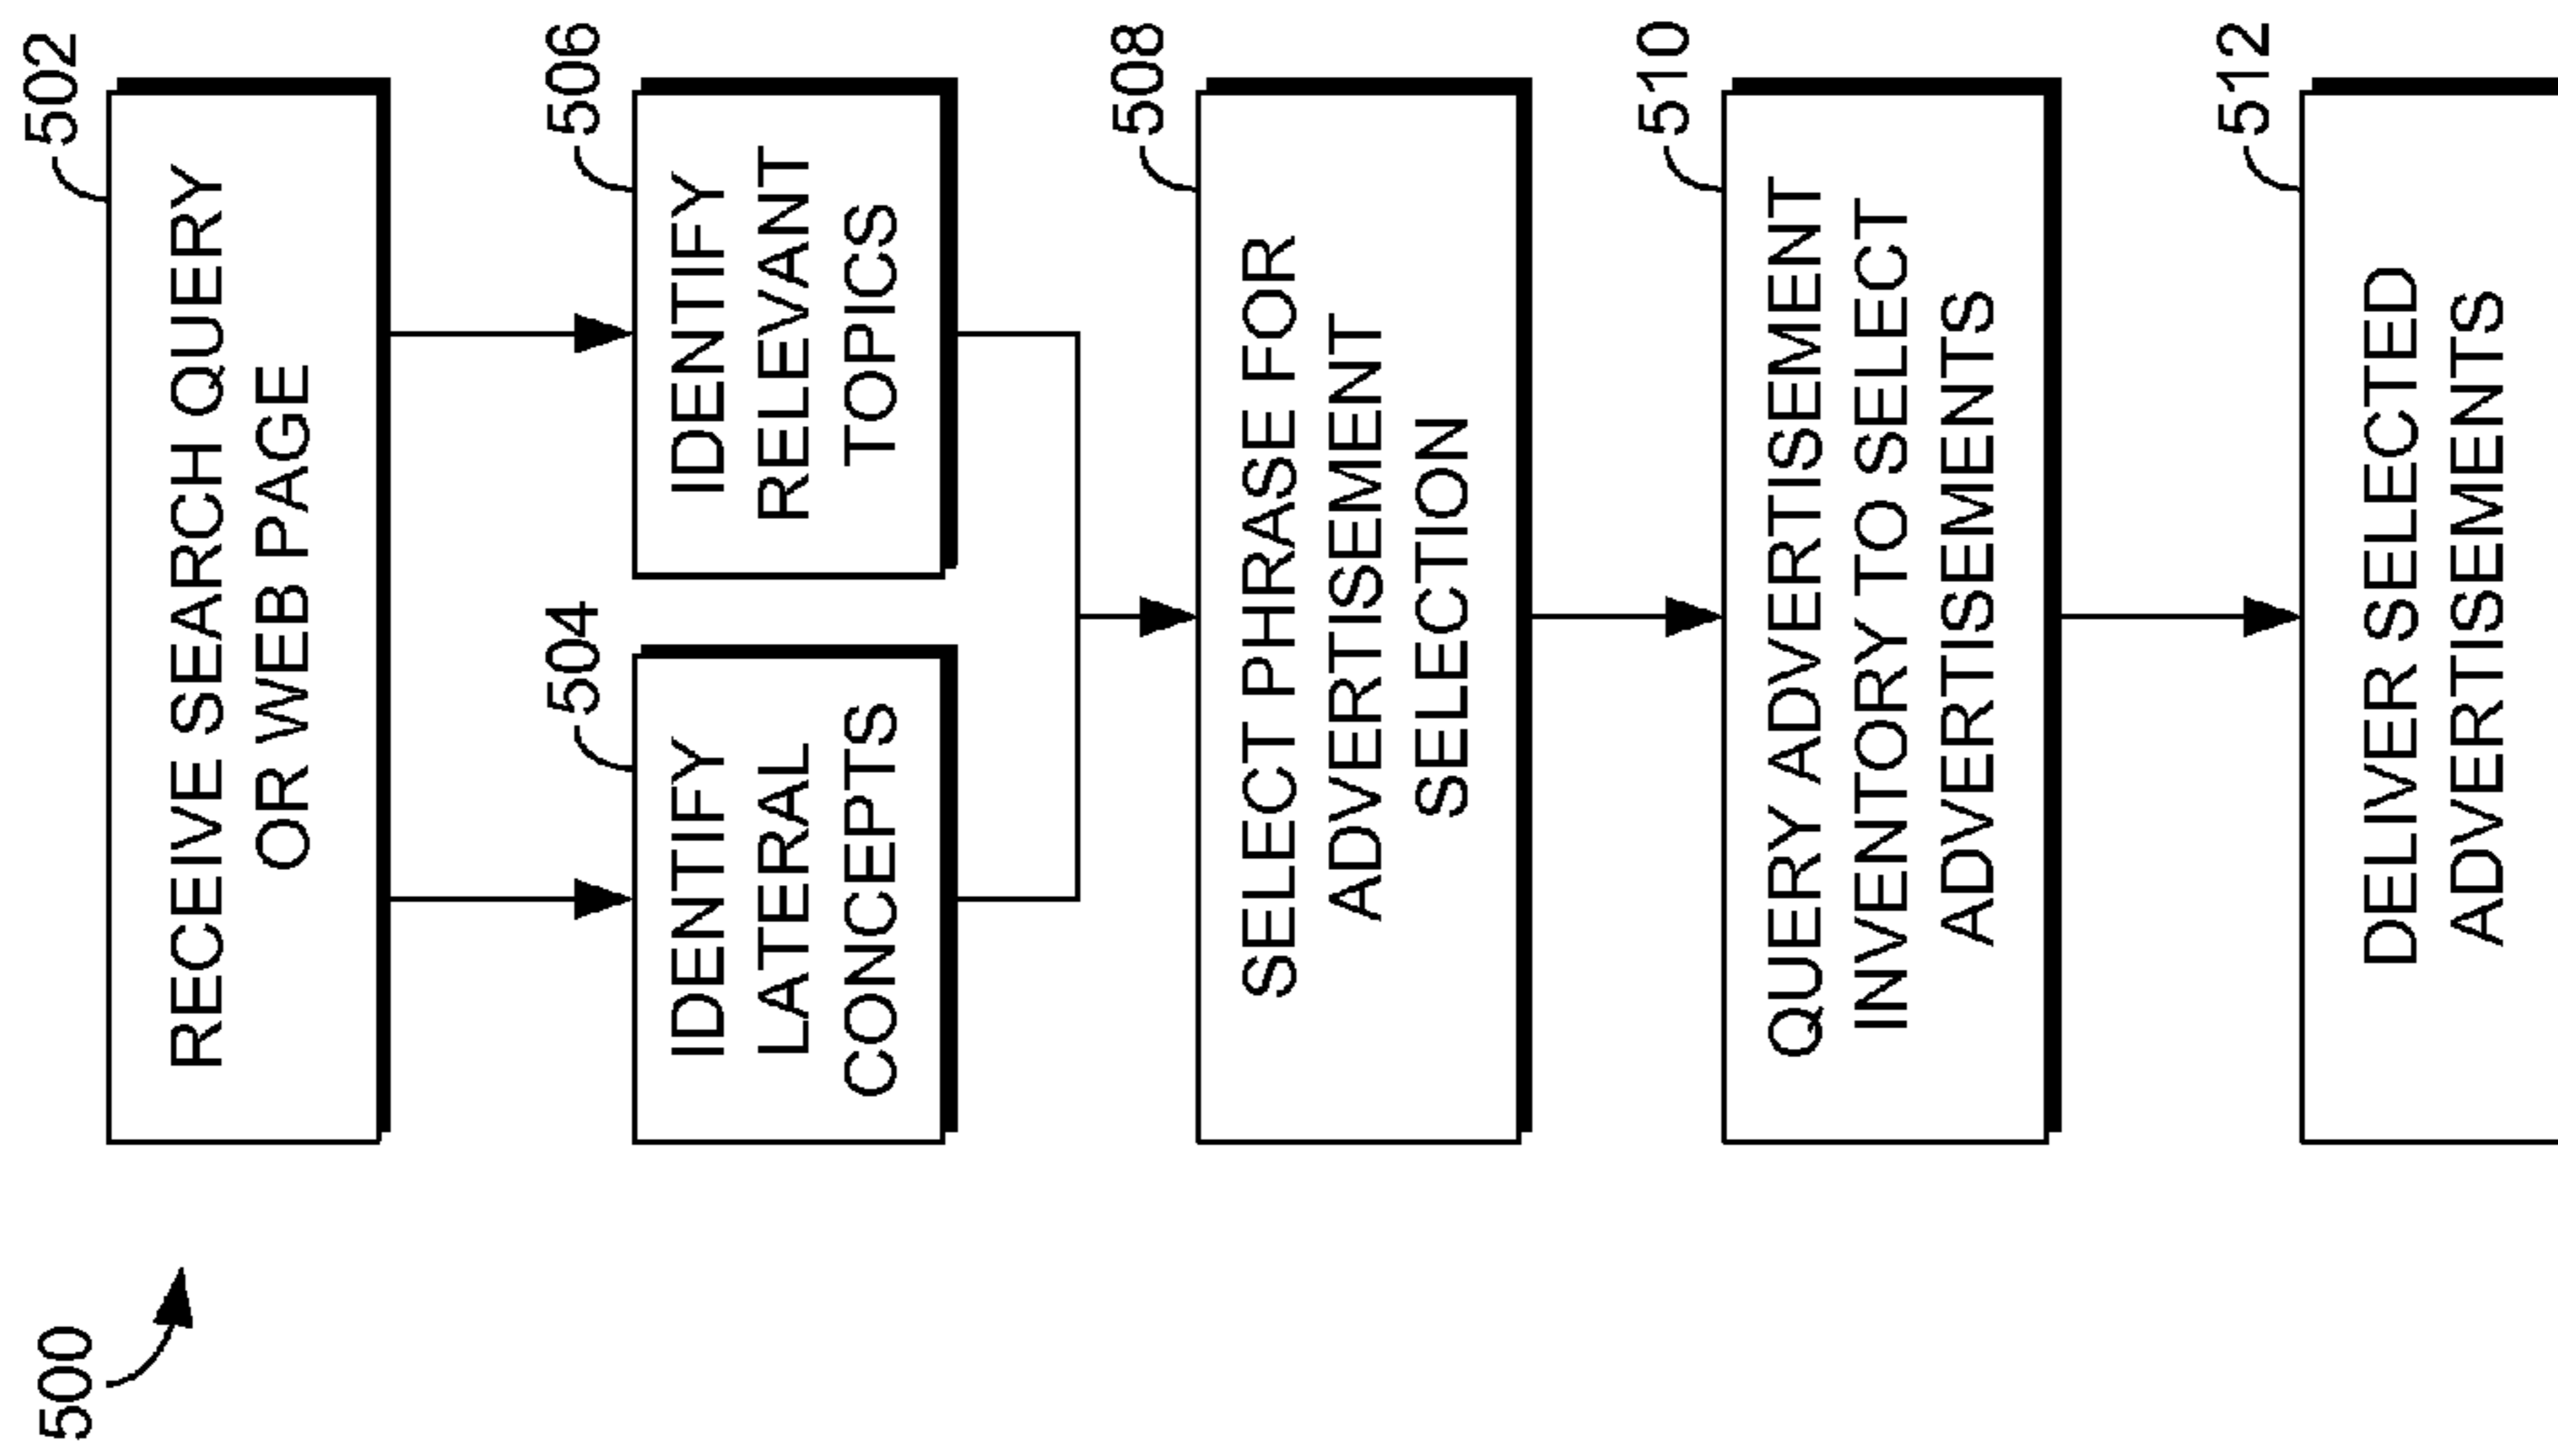 500
502
RECEIVE SEARCH QUERY
OR WEB PAGE
504
IDENTIFY
LATERAL
CONCEPTS
506
IDENTIFY
RELEVANT
TOPICS
508
SELECT PHRASE FOR
ADVERTISEMENT
SELECTION
510
QUERY ADVERTISEMENT
INVENTORY TO SELECT
ADVERTISEMENTS
512
DELIVER SELECTED
ADVERTISEMENTS